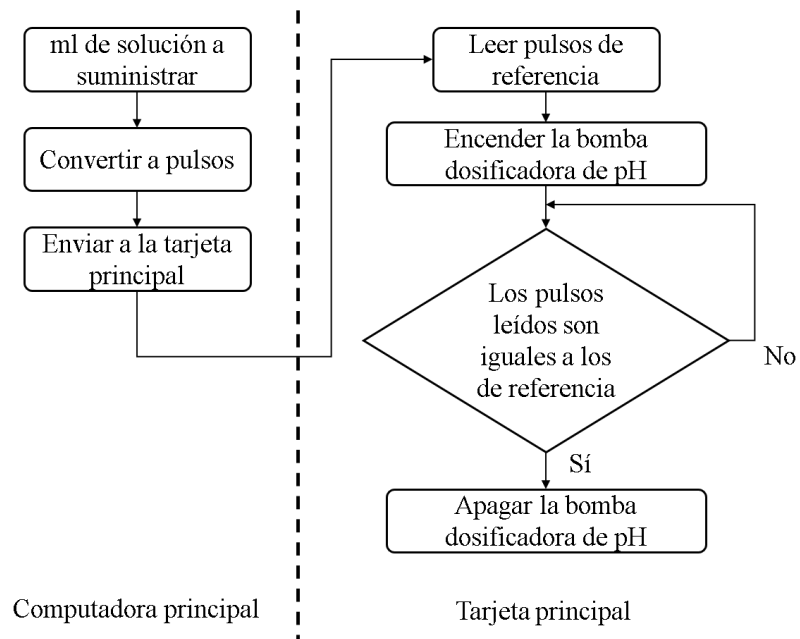 ml de solución a
suministrar
Convertir a pulsos
Enviar a la tarjeta
principal
Computadora principal
Leer pulsos de
referencia
Encender la bomba
dosificadora de pH
Los pulsos
leídos son
iguales a los
de referencia
No
Sí
Apagar la bomba
dosificadora de pH
Tarjeta principal